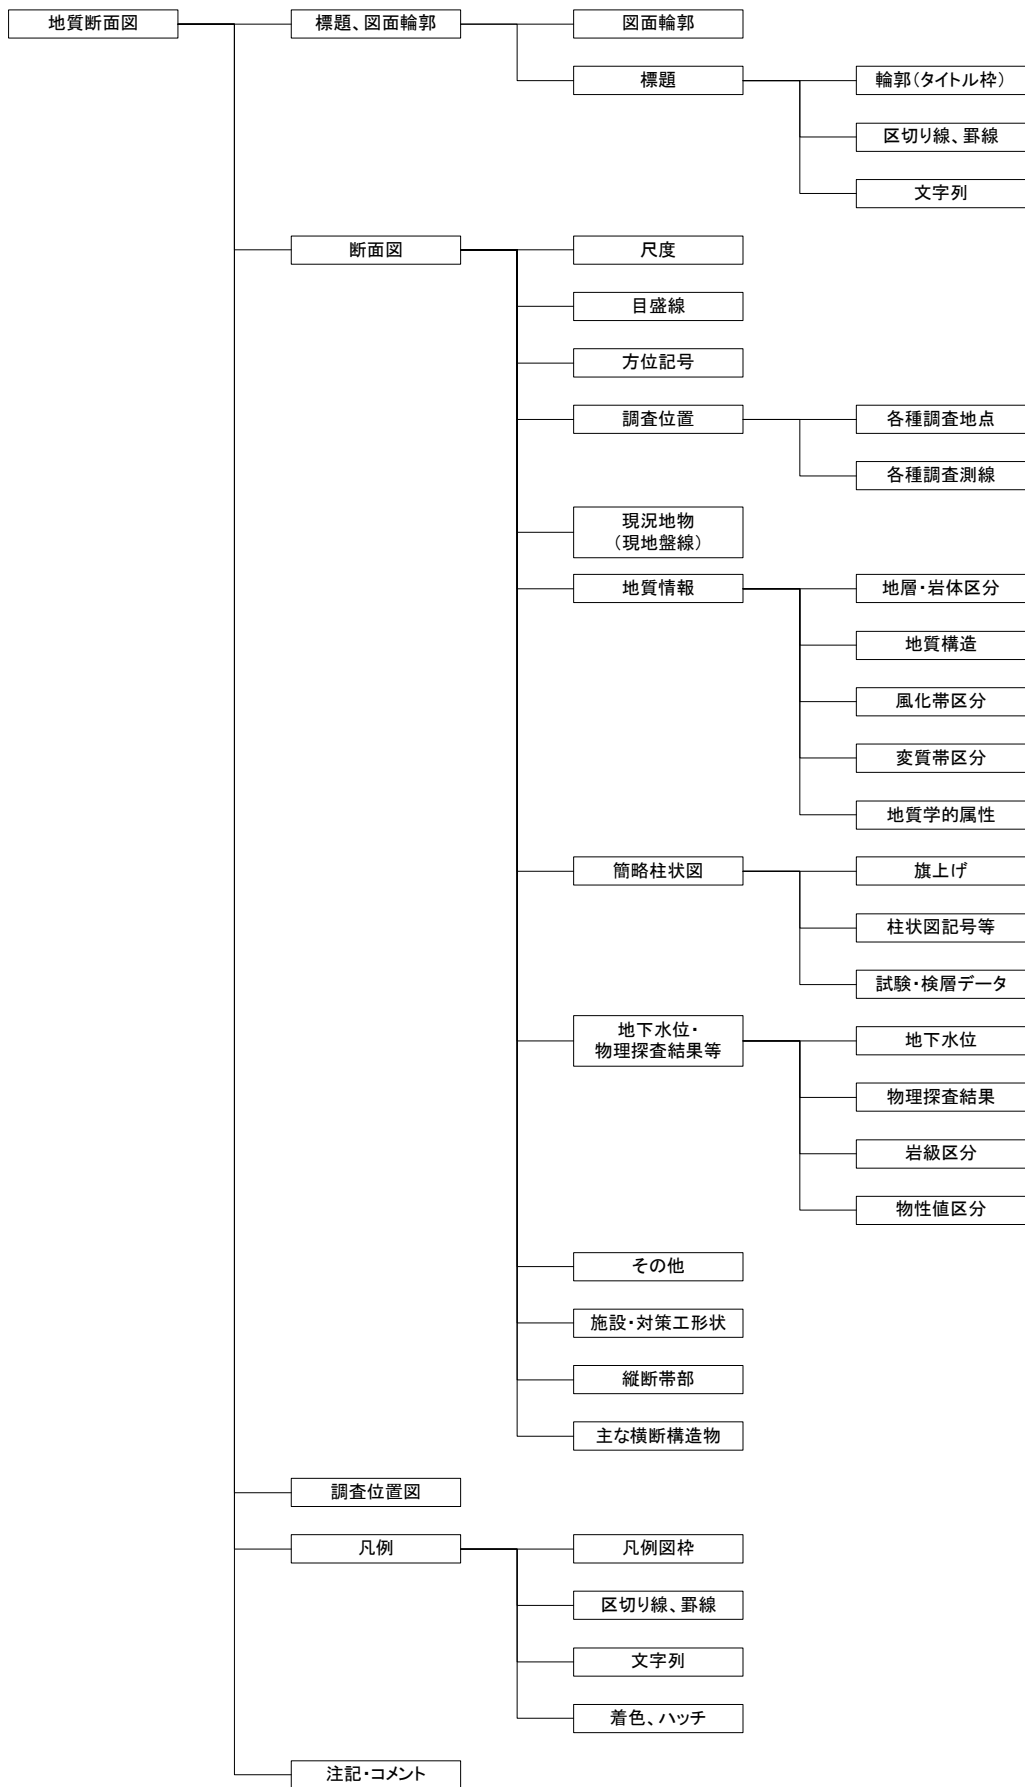 地質断面図
標題、図面輪郭
図面輪郭
標題
輪郭（タイトル枠）
区切り線、罫線
文字列
断面図
尺度
目盛線
方位記号
調査位置
各種調査地点
各種調査測線
現況地物
（現地盤線）
地質情報
地層・岩体区分
地質構造
風化帯区分
変質帯区分
地質学的属性
簡略柱状図
旗上げ
柱状図記号等
試験・検層データ
地下水位・
物理探査結果等
地下水位
物理探査結果
岩級区分
物性値区分
その他
施設・対策工形状
縦断帯部
主な横断構造物
調査位置図
凡例
凡例図枠
区切り線、罫線
文字列
着色、ハッチ
注記・コメント